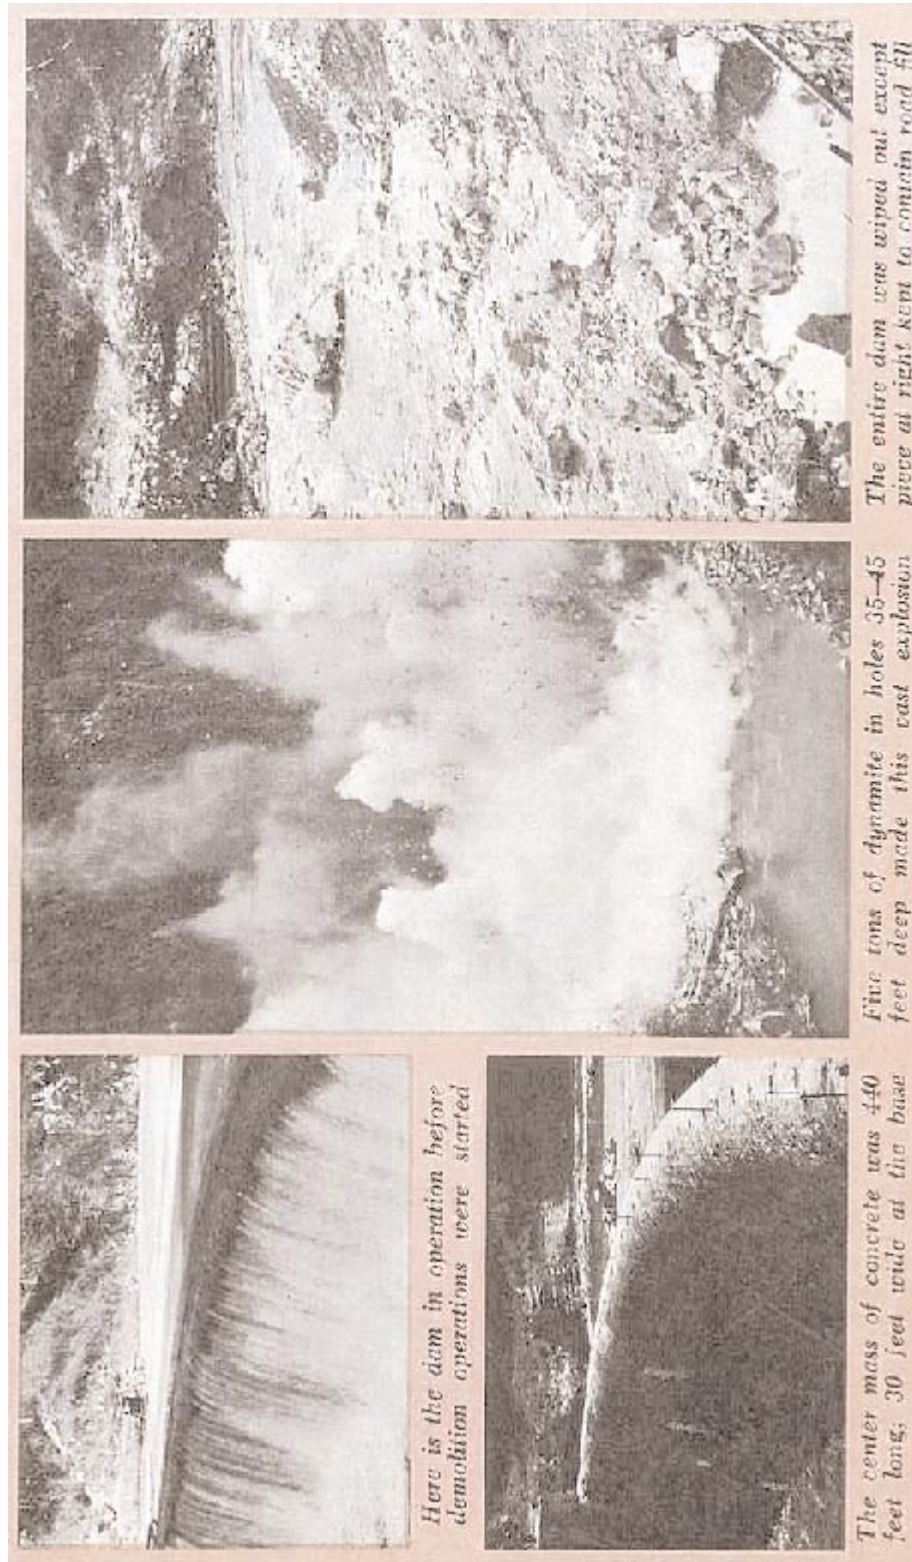 Here is the dam in operation before
demolition operations were started
The center mass of concrete was 440
feet long; 30 feed wide at the base
Five tons of dynamite in holes 35–45
feet deep made this vast explosion
The entire dam was wiped out except
piece at right kept to contain road fill